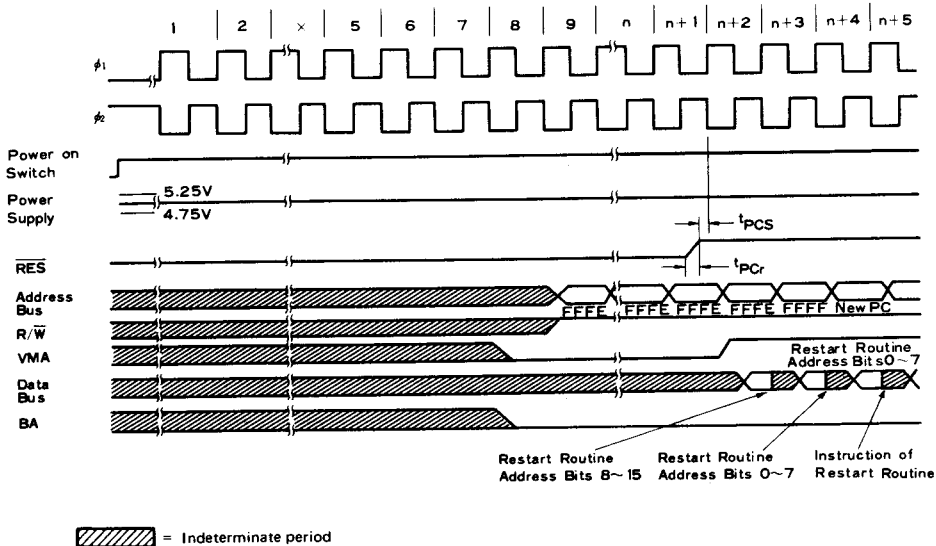 1 2 × 5 6 7 8 9 n n+1 n+2 n+3 n+4 n+5
ϕ1
ϕ2
Power on
Switch
5.25V
Power
Supply
4.75V
tPCS
RES
tPCr
Address
Bus
FFFE FFFE FFFE FFFE FFFF New PC
R/W
VMA
Restart Routine
Address Bits 0~7
Data
Bus
BA
Restart Routine
Address Bits 8~15
Restart Routine
Address Bits 0~7
Instruction of
Restart Routine
= Indeterminate period